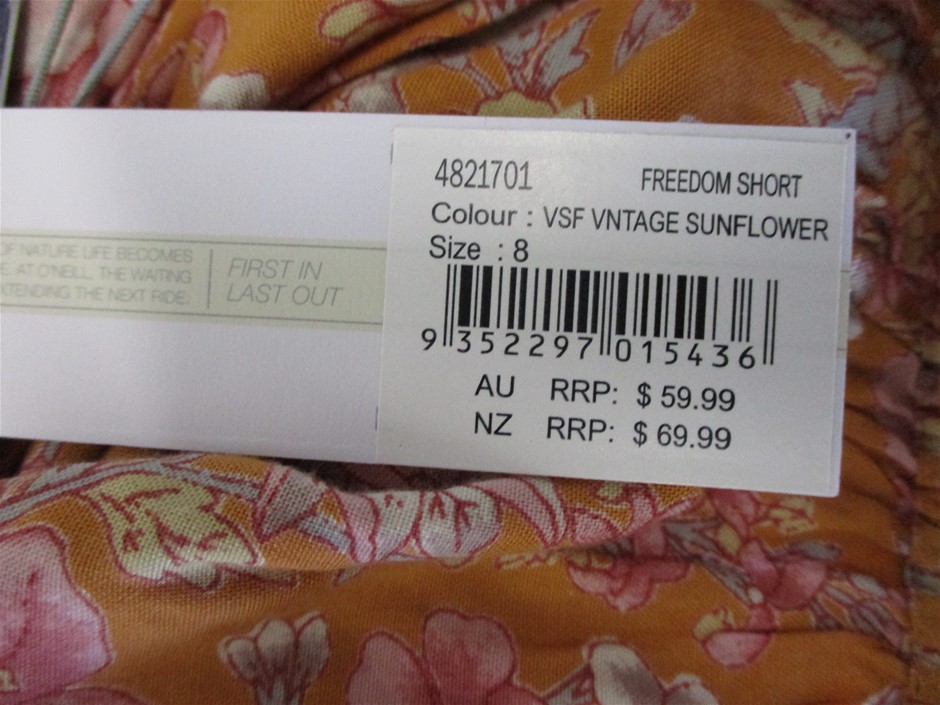 4821701 FREEDOM SHORT
Colour : VSF VNTAGE SUNFLOWER
Size : 8
9 352297 015436
AU RRP: $ 59.99
NZ RRP: $ 69.99
OF NATURE LIFE BECOMES
E. AT O'NEILL, THE WAITING
XTENDING THE NEXT RIDE.
FIRST IN
LAST OUT